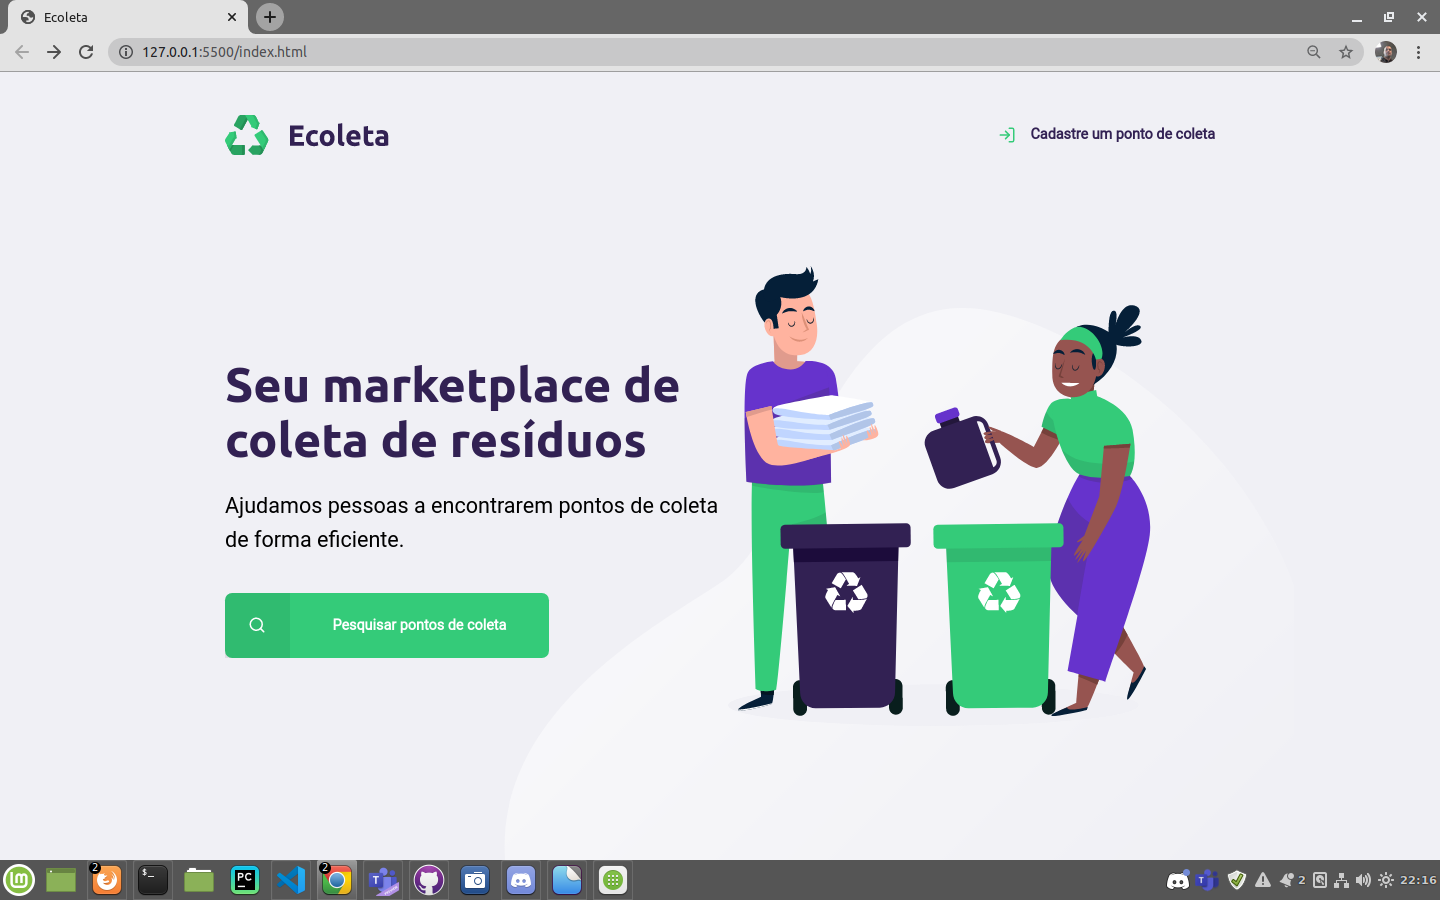 Ecoleta
127.0.0.1:5500/index.html
Ecoleta
Cadastre um ponto de coleta
Seu marketplace de
coleta de resíduos
Ajudamos pessoas a encontrarem pontos de coleta
de forma eficiente.
Pesquisar pontos de coleta
2
$_
PC
2
T
2
22:16